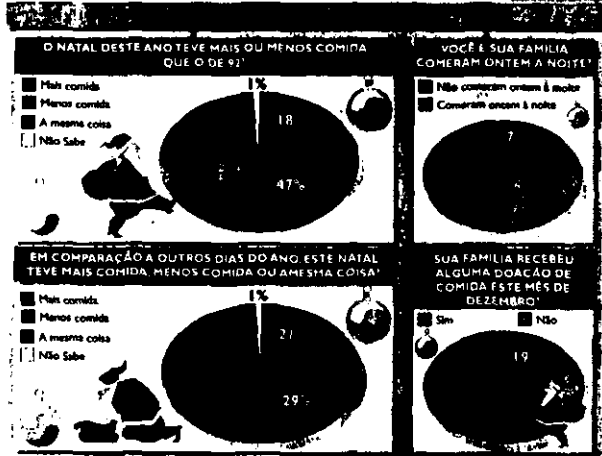 O NATAL DESTE ANO TEVE MAIS OU MENOS COMIDA
QUE O DE 92?
Mais comida
Menos comida
A mesma coisa
Não Sabe
1%
18
47%
VOCÊ E SUA FAMILIA
COMERAM ONTEM A NOITE?
Não comeram ontem à noite
Comeram ontem à noite
7
EM COMPARAÇÃO A OUTROS DIAS DO ANO, ESTE NATAL
TEVE MAIS COMIDA, MENOS COMIDA OU A MESMA COISA?
Mais comida
Menos comida
A mesma coisa
Não Sabe
1%
29%
SUA FAMILIA RECEBEU
ALGUMA DOAÇÃO DE
COMIDA ESTE MÊS DE
DEZEMBRO?
Sim
Não
19